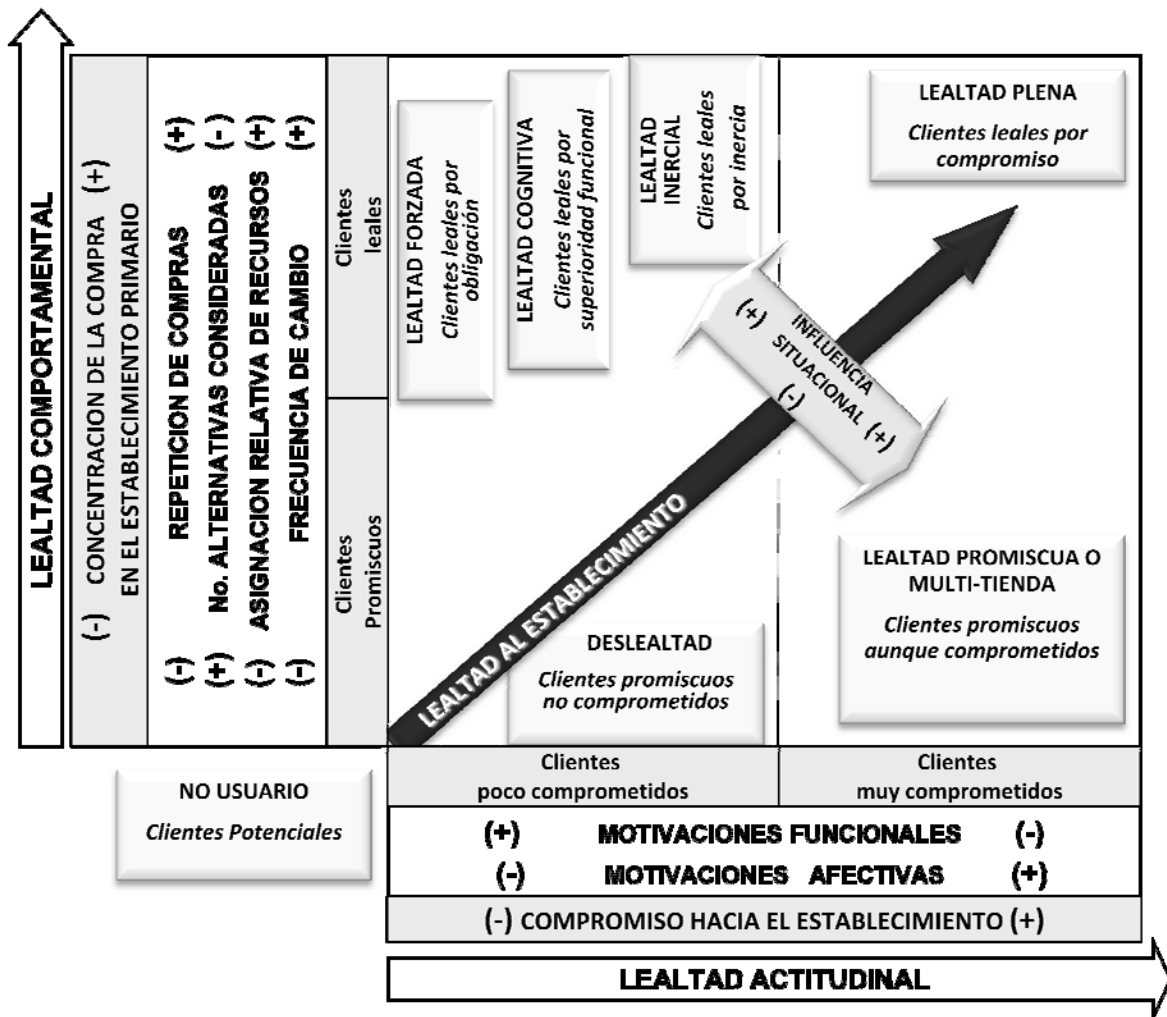 LEALTAD COMPORTAMENTAL
(-) CONCENTRACION DE LA COMPRA (+)
EN EL ESTABLECIMIENTO PRIMARIO
(-) REPETICION DE COMPRAS (+)
(+) No. ALTERNATIVAS CONSIDERADAS (-)
(-) ASIGNACION RELATIVA DE RECURSOS (+)
(-) FRECUENCIA DE CAMBIO (+)
Clientes
leales
Clientes
Promiscuos
LEALTAD FORZADA
Clientes leales por
obligación
LEALTAD COGNITIVA
Clientes leales por
superioridad funcional
LEALTAD
INERCIAL
Clientes leales
por inercia
LEALTAD PLENA
Clientes leales por
compromiso
(+) INFLUENCIA
SITUACIONAL (+)
(-)
LEALTAD AL ESTABLECIMIENTO
LEALTAD PROMISCUA O
MULTI-TIENDA
Clientes promiscuos
aunque comprometidos
DESLEALTAD
Clientes promiscuos
no comprometidos
NO USUARIO
Clientes Potenciales
Clientes
poco comprometidos
Clientes
muy comprometidos
(+) MOTIVACIONES FUNCIONALES (-)
(-) MOTIVACIONES AFECTIVAS (+)
(-) COMPROMISO HACIA EL ESTABLECIMIENTO (+)
LEALTAD ACTITUDINAL